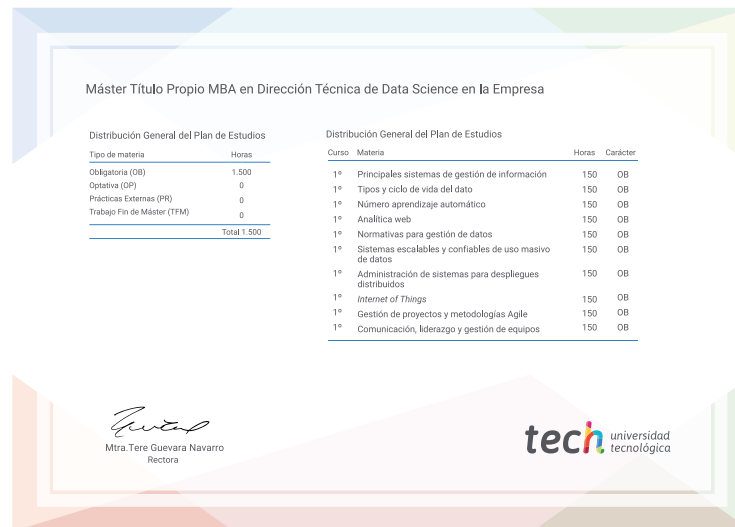 Máster Título Propio MBA en Dirección Técnica de Data Science en la Empresa
Distribución General del Plan de Estudios
Tipo de materia Horas
Obligatoria (OB) 1.500
Optativa (OP) 0
Prácticas Externas (PR) 0
Trabajo Fin de Máster (TFM) 0
Total 1.500
Distribución General del Plan de Estudios
Curso Materia Horas Carácter
1º Principales sistemas de gestión de información 150 OB
1º Tipos y ciclo de vida del dato 150 OB
1º Número aprendizaje automático 150 OB
1º Analítica web 150 OB
1º Normativas para gestión de datos 150 OB
1º Sistemas escalables y confiables de uso masivo 150 OB
de datos
1º Administración de sistemas para despliegues 150 OB
distribuidos
1º Internet of Things 150 OB
1º Gestión de proyectos y metodologías Agile 150 OB
1º Comunicación, liderazgo y gestión de equipos 150 OB
Mtra.Tere Guevara Navarro
Rectora
tech universidad
tecnológica